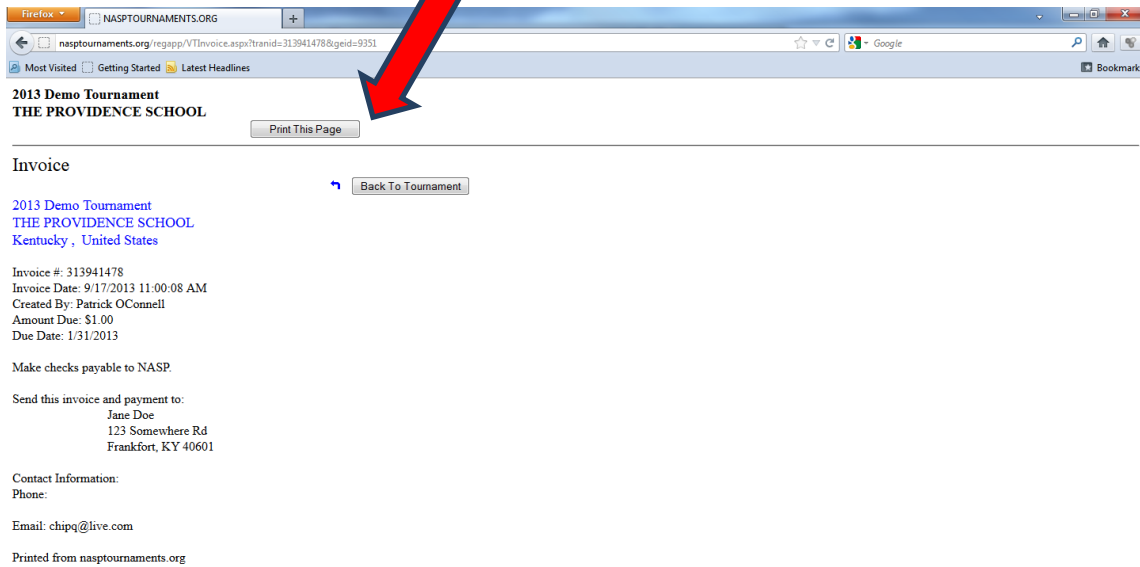 Firefox
NASPTOURNAMENTS.ORG
+
nasptournaments.org/regapp/VTInvoice.aspx?tranid=313941478&geid=9351
Google
Most Visited Getting Started Latest Headlines
Bookmark
2013 Demo Tournament
THE PROVIDENCE SCHOOL
Print This Page
Invoice
Back To Tournament
2013 Demo Tournament
THE PROVIDENCE SCHOOL
Kentucky , United States
Invoice #: 313941478
Invoice Date: 9/17/2013 11:00:08 AM
Created By: Patrick OConnell
Amount Due: $1.00
Due Date: 1/31/2013
Make checks payable to NASP.
Send this invoice and payment to:
Jane Doe
123 Somewhere Rd
Frankfort, KY 40601
Contact Information:
Phone:
Email: chipq@live.com
Printed from nasptournaments.org